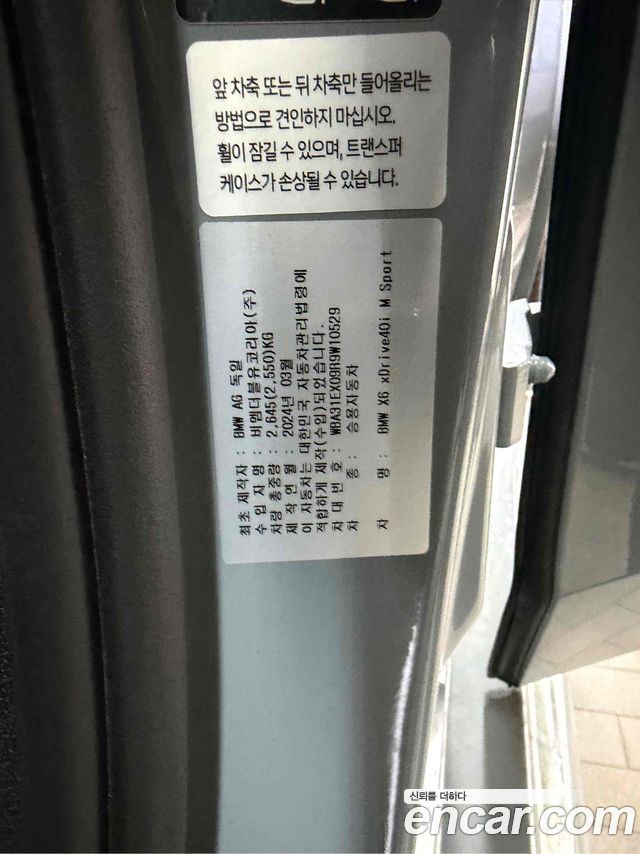 앞 차축 또는 뒤 차축만 들어올리는
방법으로 견인하지 마십시오.
휠이 잠길 수 있으며, 트랜스퍼
케이스가 손상될 수 있습니다.
최초 제작자 : BMW AG 독일
수 입 자 명 : 비엠더블유코리아(주)
차량 총중량 : 2,645(2,550)KG
제 작 연 월 : 2024년 03월
이 자동차는 대한민국 자동차관리법령에
적합하게 제작(수입)되었습니다.
차 대 번 호 : WBA31EX09R9W10529
차 종 : 승용자동차
차 명 : BMW X6 xDrive40i M Sport
신뢰를 더하다
encar.com